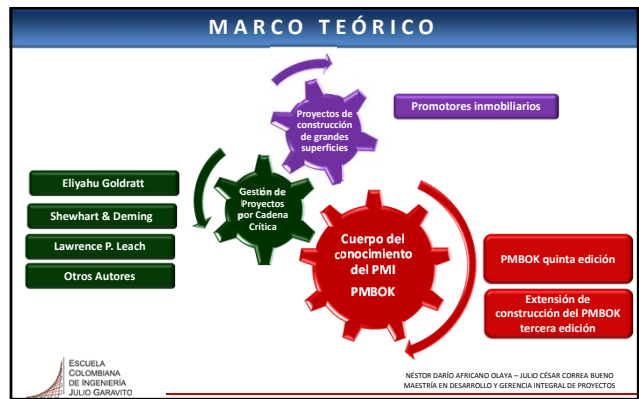 MARCO TEÓRICO
Proyectos de
construcción
de grandes
superficies
Promotores inmobiliarios
Gestión de
Proyectos
por Cadena
Crítica
Eliyahu Goldratt
Shewhart & Deming
Lawrence P. Leach
Otros Autores
Cuerpo del
conocimiento
del PMI
PMBOK
PMBOK quinta edición
Extensión de
construcción del PMBOK
tercera edición
ESCUELA
COLOMBIANA
DE INGENIERÍA
JULIO GARAVITO
NÉSTOR DARÍO AFRICANO OLAYA – JULIO CÉSAR CORREA BUENO
MAESTRÍA EN DESARROLLO Y GERENCIA INTEGRAL DE PROYECTOS